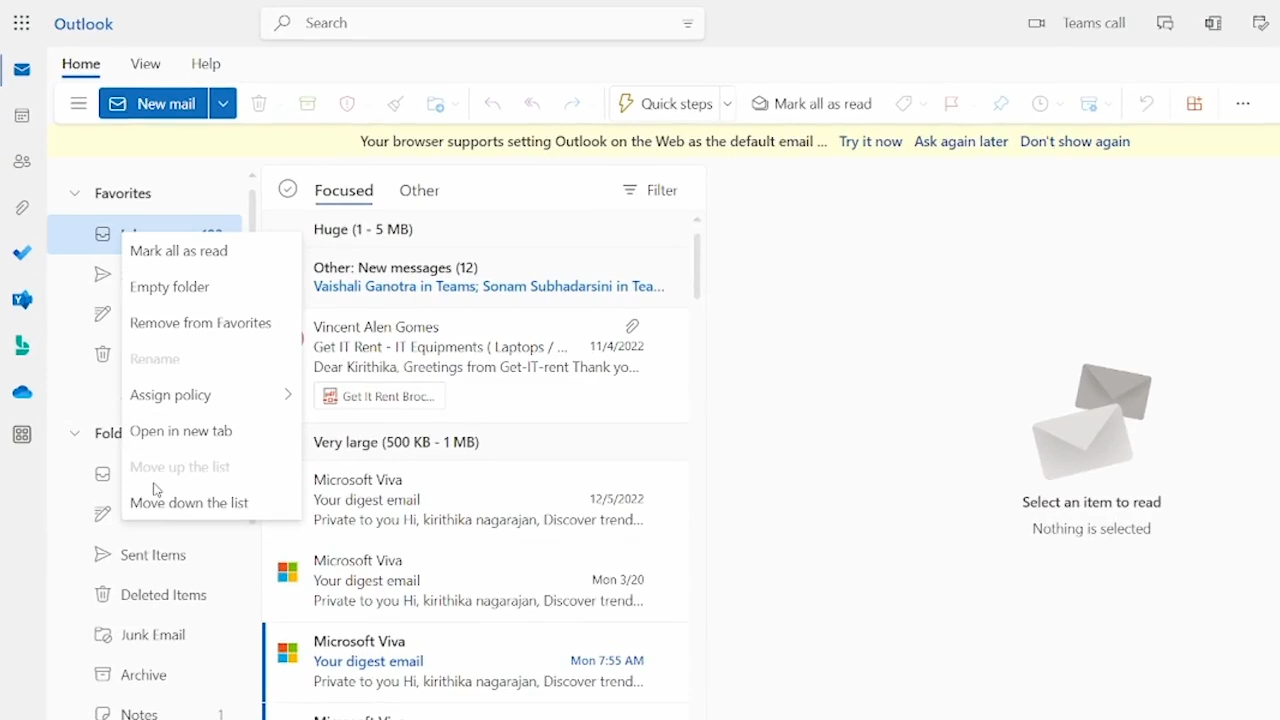 Outlook
Search
Teams call
Home View Help
New mail
Quick steps
Mark all as read
Your browser supports setting Outlook on the Web as the default email ... Try it now Ask again later Don't show again
Favorites
Mark all as read
Empty folder
Remove from Favorites
Rename
Assign policy
Open in new tab
Move up the list
Move down the list
Fold
Sent Items
Deleted Items
Junk Email
Archive
Notes 1
Focused Other Filter
Huge (1 - 5 MB)
Other: New messages (12)
Vaishali Ganotra in Teams; Sonam Subhadarsini in Tea...
Vincent Alen Gomes
Get IT Rent - IT Equipments ( Laptops / ... 11/4/2022
Dear Kirithika, Greetings from Get-IT-rent Thank yo...
Get It Rent Broc...
Very large (500 KB - 1 MB)
Microsoft Viva
Your digest email 12/5/2022
Private to you Hi, kirithika nagarajan, Discover trend...
Microsoft Viva
Your digest email Mon 3/20
Private to you Hi, kirithika nagarajan, Discover trend...
Microsoft Viva
Your digest email Mon 7:55 AM
Private to you Hi, kirithika nagarajan, Discover trend...
Microsoft Viva
Select an item to read
Nothing is selected